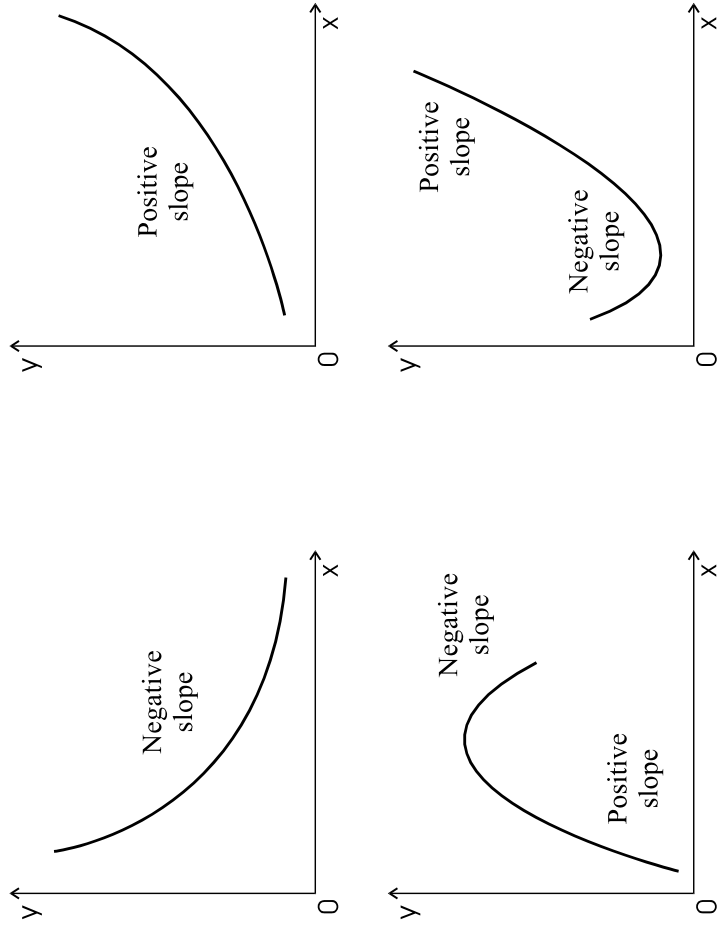 y
Negative
slope
0
x
y
Positive
slope
0
x
y
Negative
slope
Positive
slope
0
x
y
Positive
slope
Negative
slope
0
x